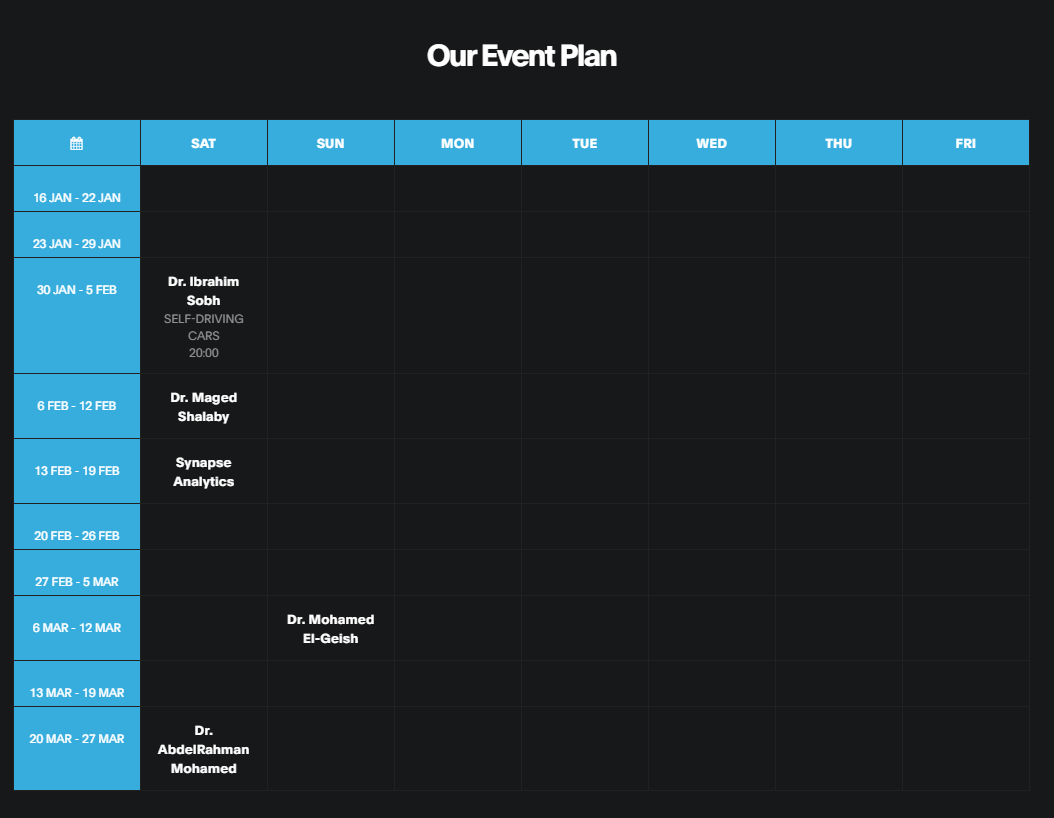 Our Event Plan
SAT SUN MON TUE WED THU FRI
16 JAN - 22 JAN
23 JAN - 29 JAN
30 JAN - 5 FEB
Dr. Ibrahim
Sobh
SELF-DRIVING
CARS
20:00
6 FEB - 12 FEB
Dr. Maged
Shalaby
13 FEB - 19 FEB
Synapse
Analytics
20 FEB - 26 FEB
27 FEB - 5 MAR
6 MAR - 12 MAR
Dr. Mohamed
El-Geish
13 MAR - 19 MAR
20 MAR - 27 MAR
Dr.
AbdelRahman
Mohamed